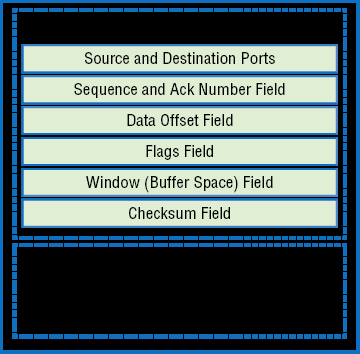 Source and Destination Ports
Sequence and Ack Number Field
Data Offset Field
Flags Field
Window (Buffer Space) Field
Checksum Field